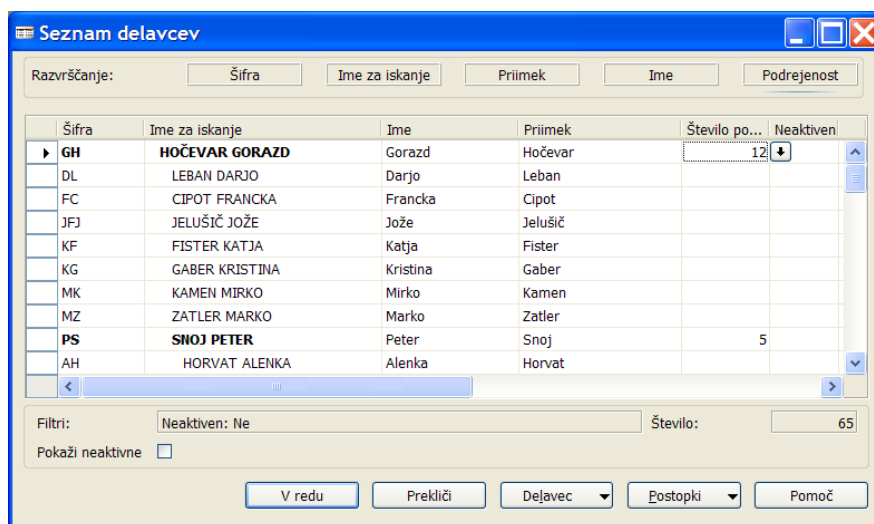 Seznam delavcev
Razvrščanje: Šifra Ime za iskanje Priimek Ime Podrejenost
Šifra Ime za iskanje Ime Priimek Število po... Neaktiven
GH HOČEVAR GORAZD Gorazd Hočevar 12
DL LEBAN DARJO Darjo Leban
FC CIPOT FRANCKA Francka Cipot
JFJ JELUŠIČ JOŽE Jože Jelušič
KF FISTER KATJA Katja Fister
KG GABER KRISTINA Kristina Gaber
MK KAMEN MIRKO Mirko Kamen
MZ ZATLER MARKO Marko Zatler
PS SNOJ PETER Peter Snoj 5
AH HORVAT ALENKA Alenka Horvat
Filtri: Neaktiven: Ne Število: 65
Pokaži neaktivne
V redu Prekliči Delavec Postopki Pomoč